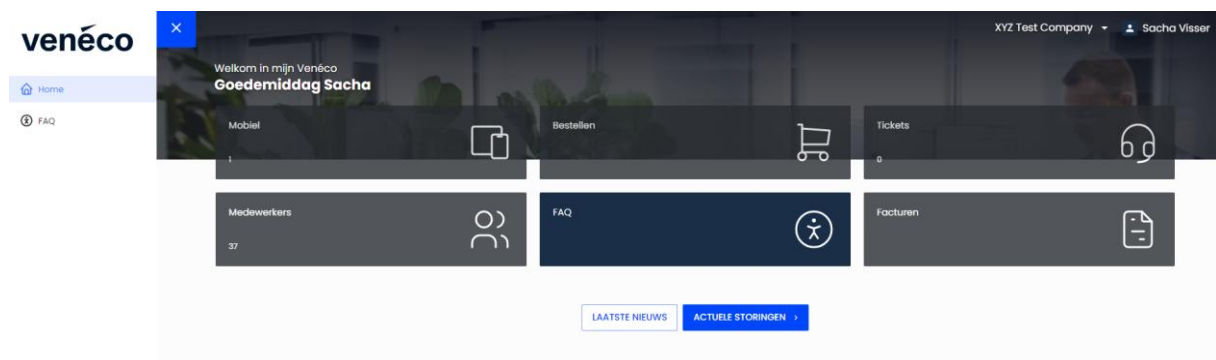 venéco
Home
FAQ
XYZ Test Company
Sacha Visser
Welkom in mijn Venéco
Goedemiddag Sacha
Mobiel
1
Bestellen
Tickets
0
Medewerkers
37
FAQ
Facturen
LAATSTE NIEUWS
ACTUELE STORINGEN